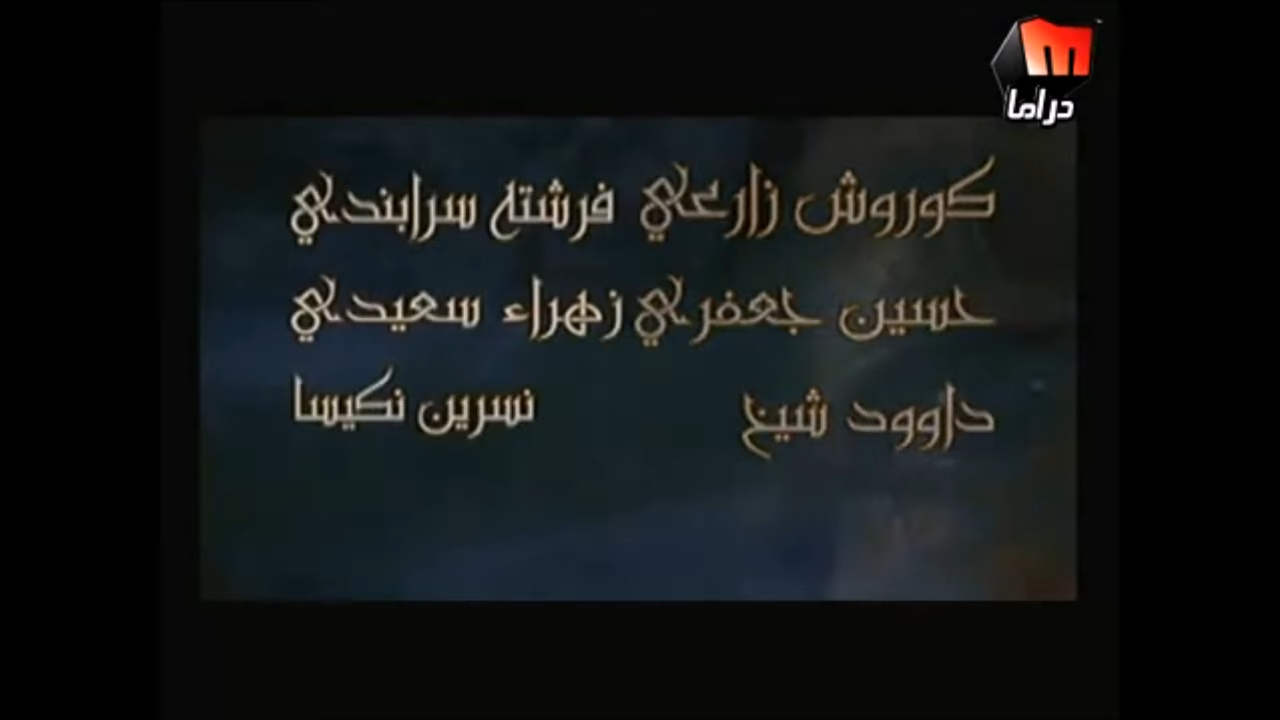 دراما
كوروش زارعي فرشته سرابندي
حسين جعفري زهراء سعيدي
داوود شيخ نسرين نكيسا